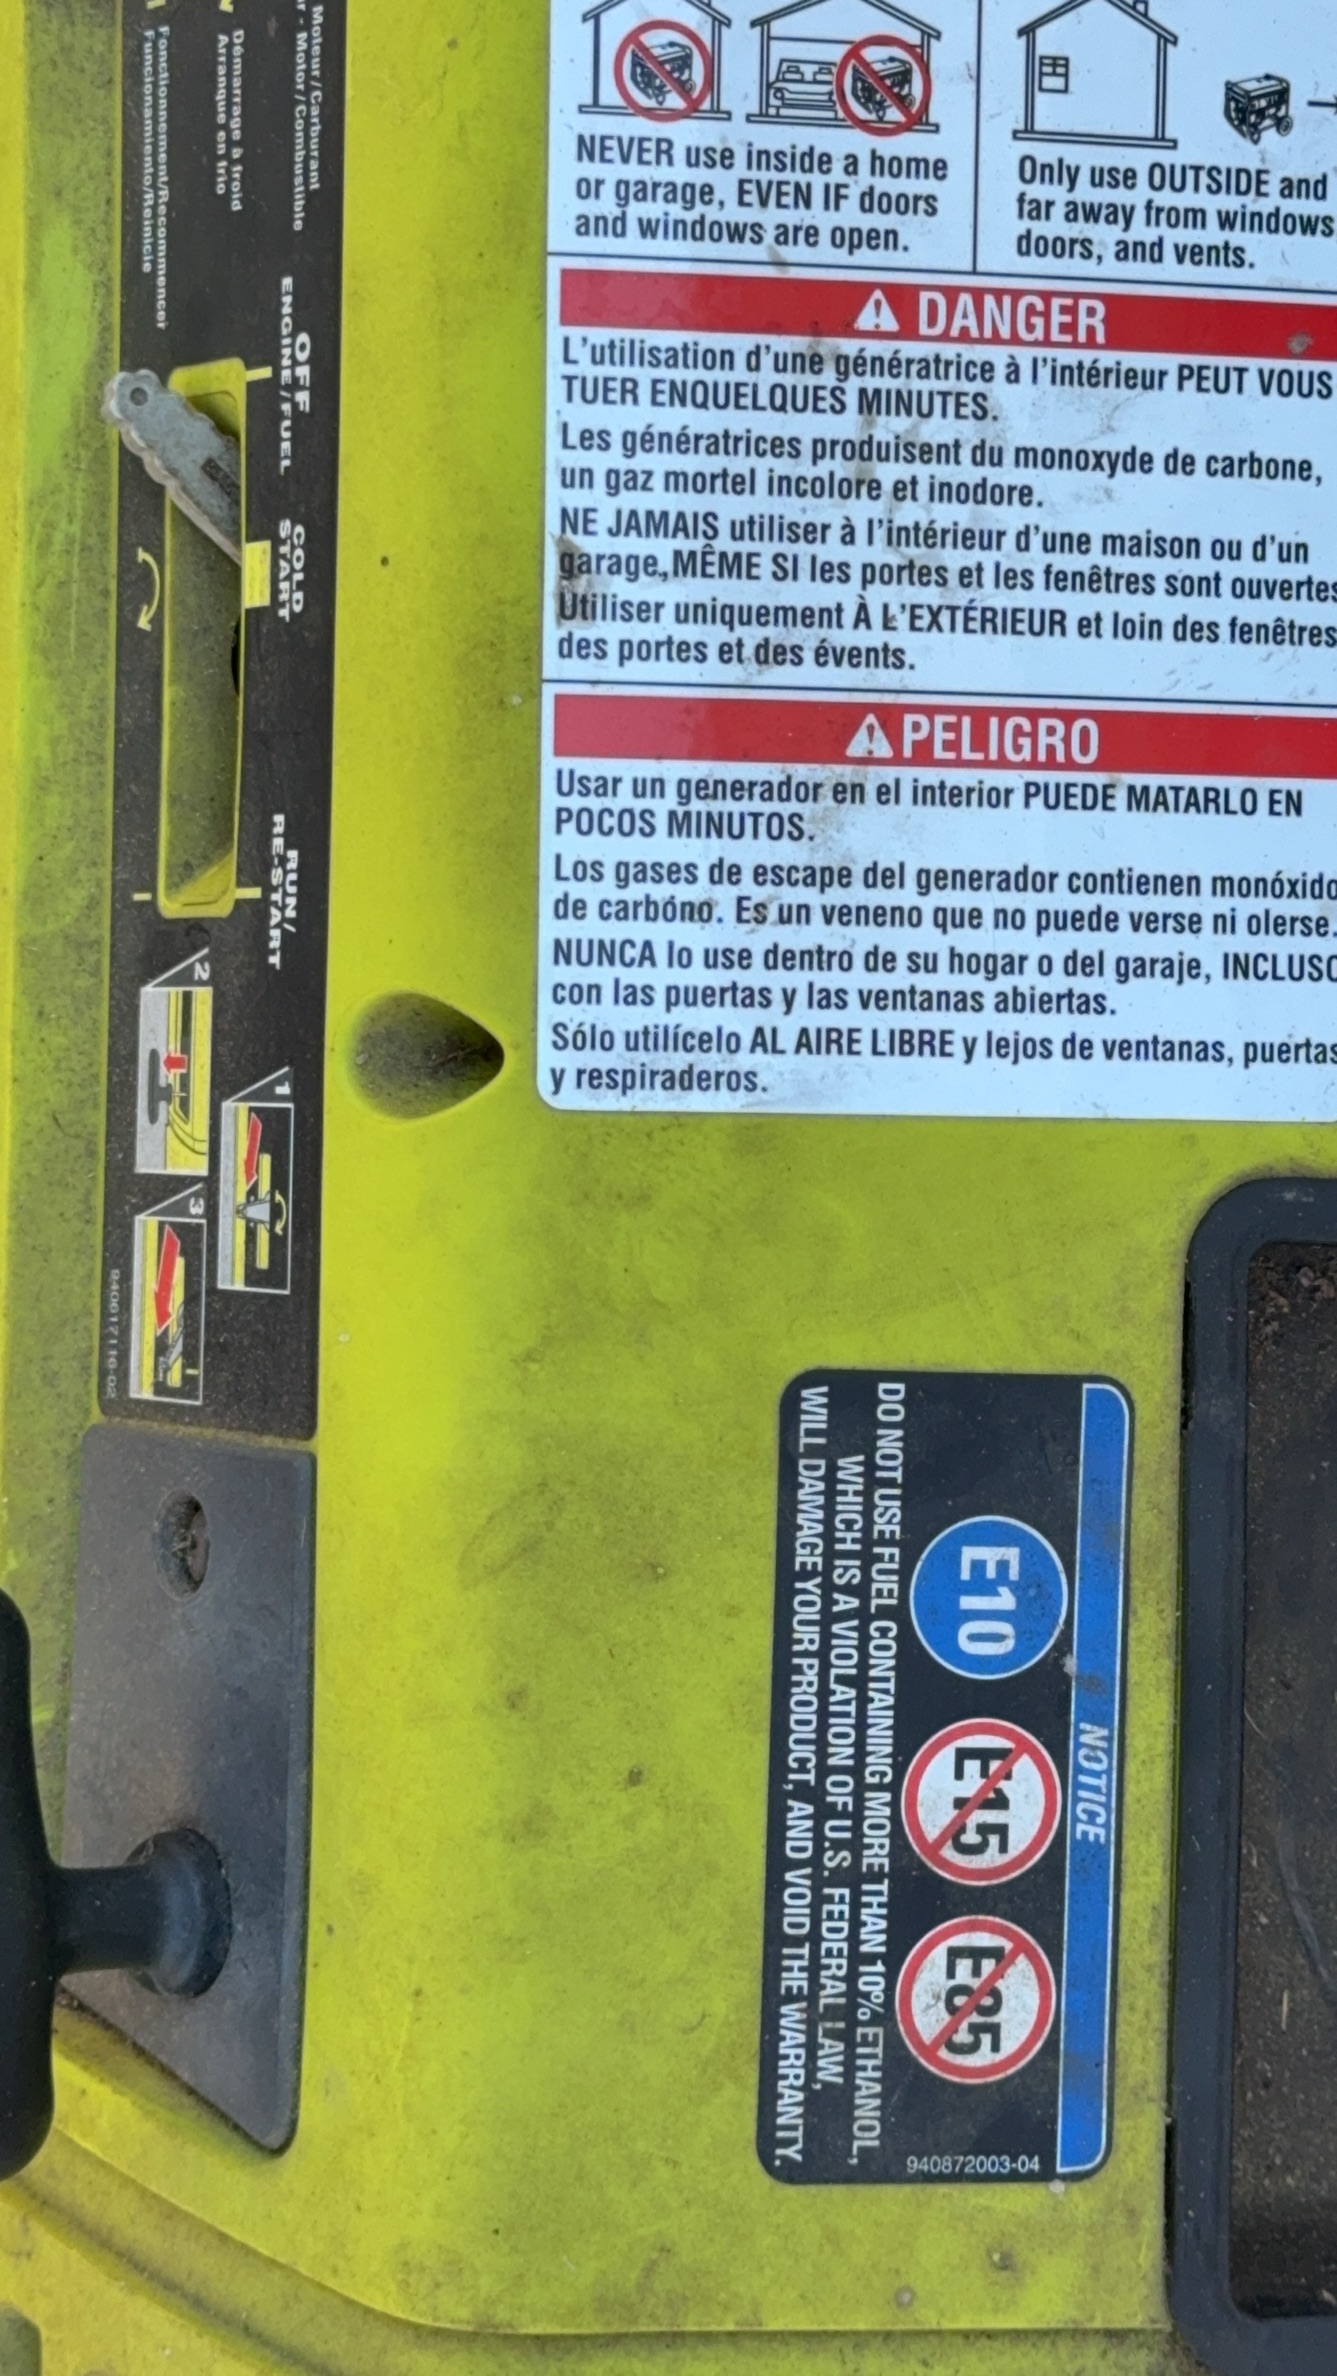 NEVER use inside a home
or garage, EVEN IF doors
and windows are open.
Only use OUTSIDE and
far away from windows
doors, and vents.
DANGER
L'utilisation d'une génératrice à l'intérieur PEUT VOUS
TUER ENQUELQUES MINUTES.
Les génératrices produisent du monoxyde de carbone,
un gaz mortel incolore et inodore.
NE JAMAIS utiliser à l'intérieur d'une maison ou d'un
garage, MÊME SI les portes et les fenêtres sont ouvertes
Utiliser uniquement À L'EXTÉRIEUR et loin des fenêtres
des portes et des évents.
PELIGRO
Usar un generador en el interior PUEDE MATARLO EN
POCOS MINUTOS.
Los gases de escape del generador contienen monóxido
de carbóno. Es un veneno que no puede verse ni olerse.
NUNCA lo use dentro de su hogar o del garaje, INCLUSO
con las puertas y las ventanas abiertas.
Sólo utilícelo AL AIRE LIBRE y lejos de ventanas, puertas
y respiraderos.
Moteur/Carburant
- Motor/Combustible
Démarrage à froid
Arranque en frío
Fonctionnement/Recommencer
Funcionamiento/Reinicie
OFF
ENGINE/FUEL
COLD
START
RUN/
RE-START
1
2
3
940617116-02
NOTICE
E10
E15
E85
DO NOT USE FUEL CONTAINING MORE THAN 10% ETHANOL,
WHICH IS A VIOLATION OF U.S. FEDERAL LAW,
WILL DAMAGE YOUR PRODUCT, AND VOID THE WARRANTY.
940872003-04